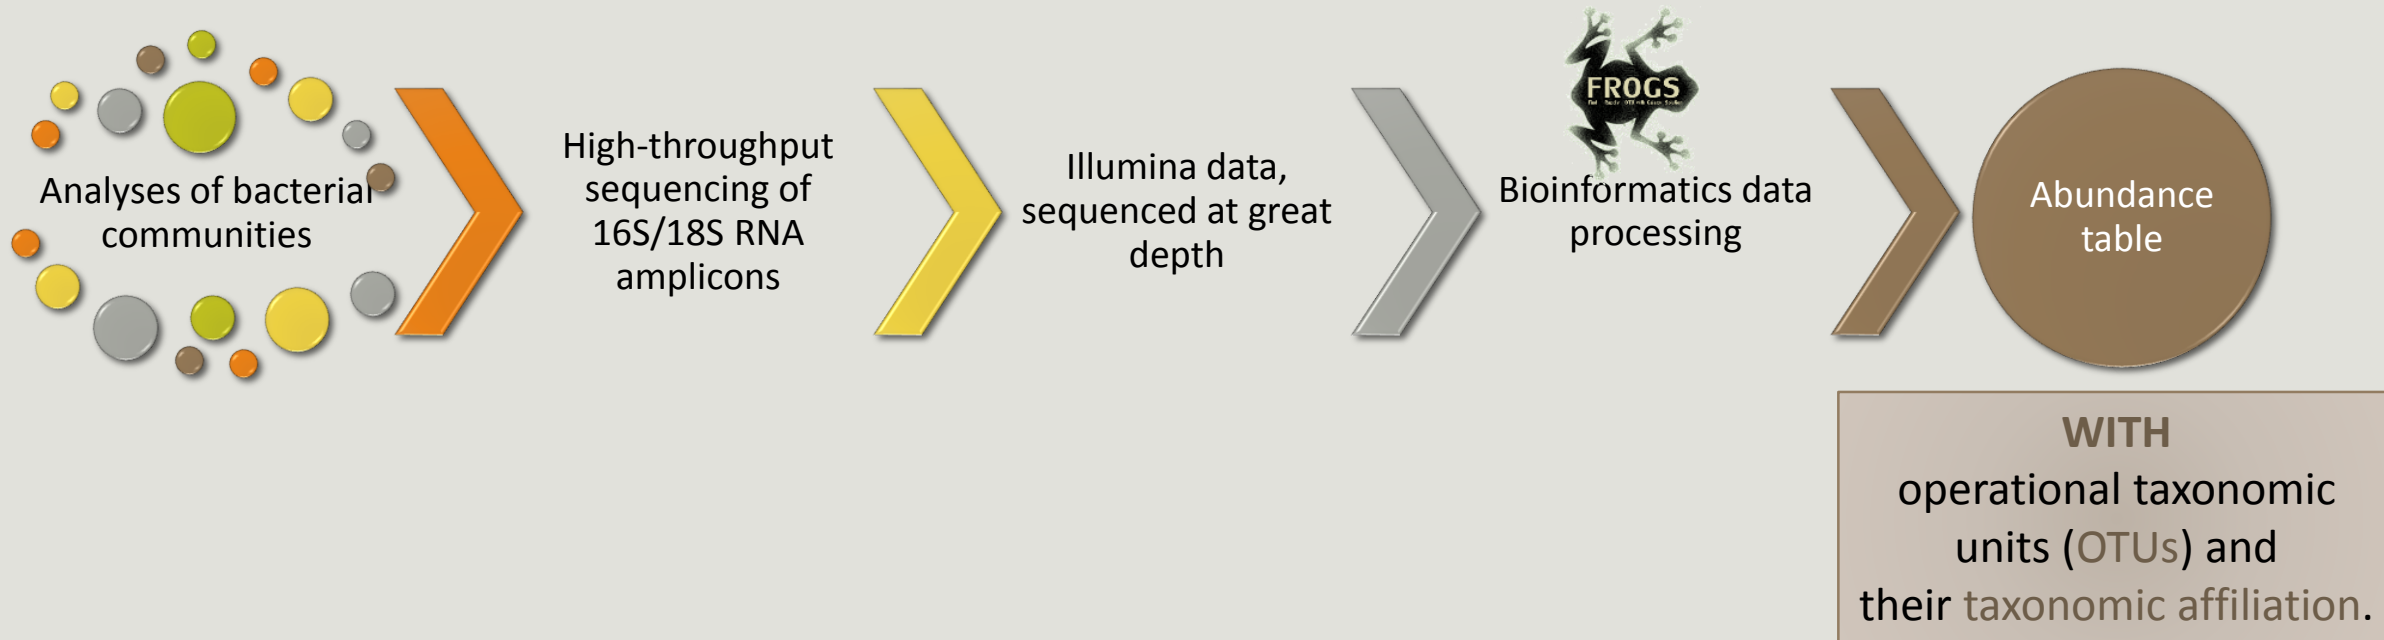 Analyses of bacterial
communities
High-throughput
sequencing of
16S/18S RNA
amplicons
Illumina data,
sequenced at great
depth
FROGS
Bioinformatics data
processing
Abundance
table
WITH
operational taxonomic
units (OTUs) and
their taxonomic affiliation.